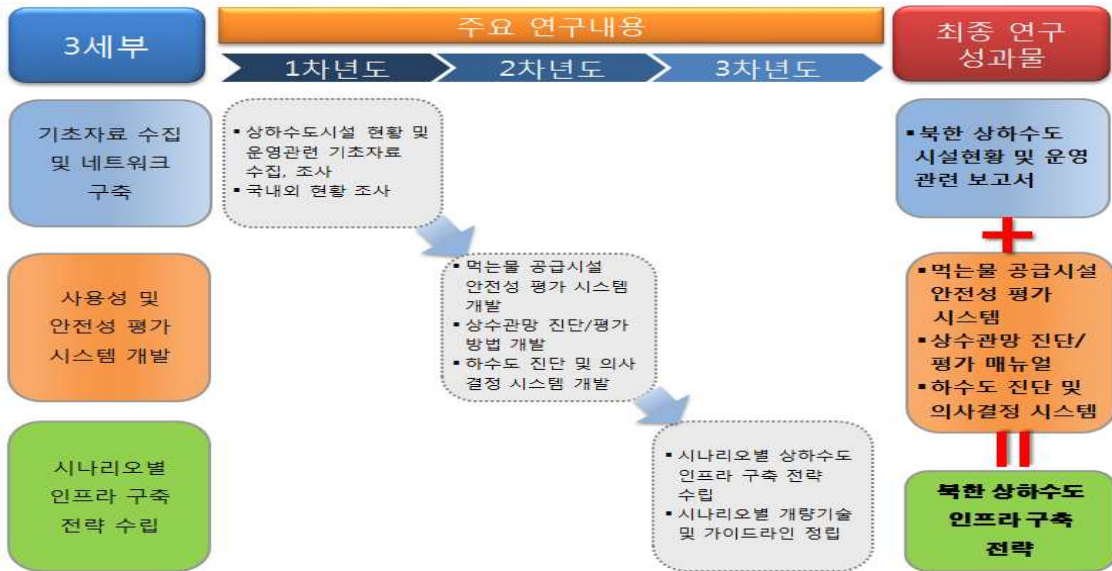 3세부
주요 연구내용
1차년도
2차년도
3차년도
최종 연구
성과물
기초자료 수집
및 네트워크
구축
▪ 상하수도시설 현황 및
운영관련 기초자료
수집, 조사
▪ 국내외 현황 조사
▪ 북한 상하수도
시설현황 및 운영
관련 보고서
사용성 및
안전성 평가
시스템 개발
▪ 먹는물 공급시설
안전성 평가 시스템
개발
▪ 상수관망 진단/평가
방법 개발
▪ 하수도 진단 및 의사
결정 시스템 개발
▪ 먹는물 공급시설
안전성 평가
시스템
▪ 상수관망 진단/
평가 매뉴얼
▪ 하수도 진단 및
의사결정 시스템
시나리오별
인프라 구축
전략 수립
▪ 시나리오별 상하수도
인프라 구축 전략
수립
▪ 시나리오별 개량기술
및 가이드라인 정립
북한 상하수도
인프라 구축
전략